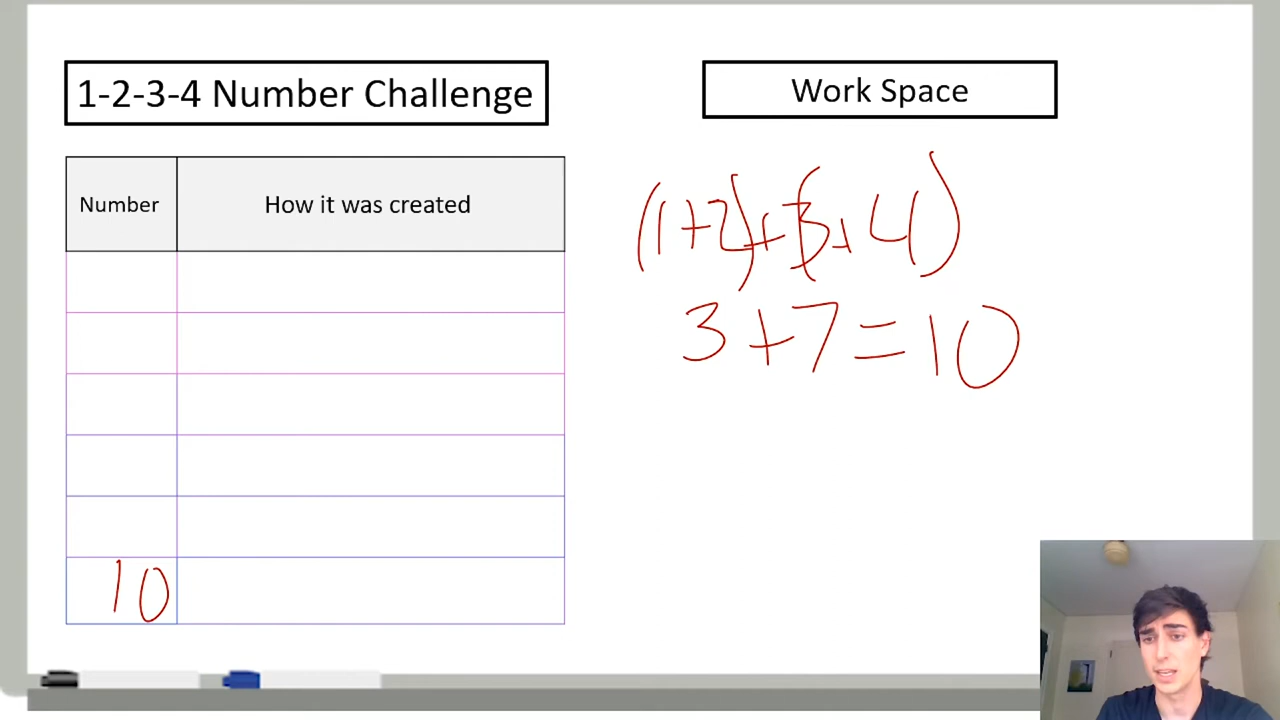 1-2-3-4 Number Challenge
Work Space
Number
How it was created
(1+2)+(3+4)
3+7=10
10